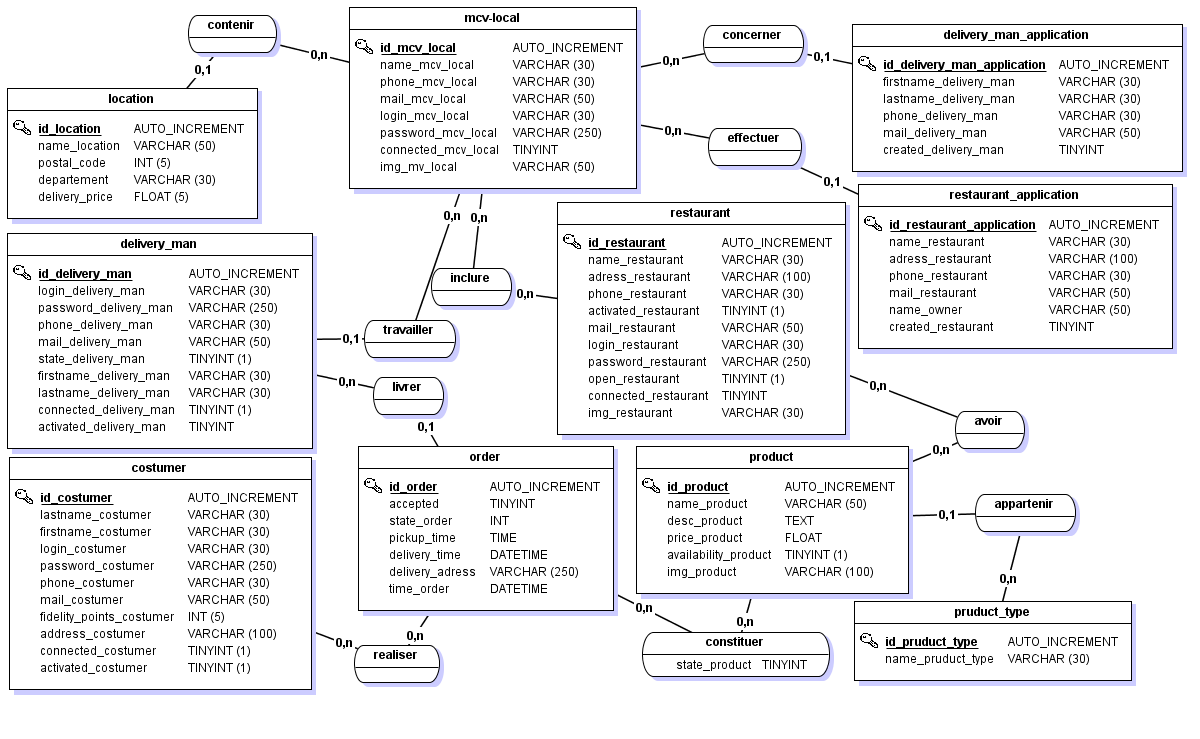 contenir
0,n
0,1
mcv-local
id_mcv_local AUTO_INCREMENT
name_mcv_local VARCHAR (30)
phone_mcv_local VARCHAR (30)
mail_mcv_local VARCHAR (50)
login_mcv_local VARCHAR (30)
password_mcv_local VARCHAR (250)
connected_mcv_local TINYINT
img_mv_local VARCHAR (50)
concerner
0,n
0,1
delivery_man_application
id_delivery_man_application AUTO_INCREMENT
firstname_delivery_man VARCHAR (30)
lastname_delivery_man VARCHAR (30)
phone_delivery_man VARCHAR (30)
mail_delivery_man VARCHAR (50)
created_delivery_man TINYINT
location
id_location AUTO_INCREMENT
name_location VARCHAR (50)
postal_code INT (5)
departement VARCHAR (30)
delivery_price FLOAT (5)
0,n
effectuer
0,1
restaurant_application
id_restaurant_application AUTO_INCREMENT
name_restaurant VARCHAR (30)
adress_restaurant VARCHAR (100)
phone_restaurant VARCHAR (30)
mail_restaurant VARCHAR (50)
name_owner VARCHAR (50)
created_restaurant TINYINT
0,n
0,n
inclure
0,n
restaurant
id_restaurant AUTO_INCREMENT
name_restaurant VARCHAR (30)
adress_restaurant VARCHAR (100)
phone_restaurant VARCHAR (30)
activated_restaurant TINYINT (1)
mail_restaurant VARCHAR (50)
login_restaurant VARCHAR (30)
password_restaurant VARCHAR (250)
open_restaurant TINYINT (1)
connected_restaurant TINYINT
img_restaurant VARCHAR (30)
delivery_man
id_delivery_man AUTO_INCREMENT
login_delivery_man VARCHAR (30)
password_delivery_man VARCHAR (250)
phone_delivery_man VARCHAR (30)
mail_delivery_man VARCHAR (50)
state_delivery_man TINYINT (1)
firstname_delivery_man VARCHAR (30)
lastname_delivery_man VARCHAR (30)
connected_delivery_man TINYINT (1)
activated_delivery_man TINYINT
0,1
travailler
0,n
livrer
0,1
0,n
avoir
0,n
costumer
id_costumer AUTO_INCREMENT
lastname_costumer VARCHAR (30)
firstname_costumer VARCHAR (30)
login_costumer VARCHAR (30)
password_costumer VARCHAR (250)
phone_costumer VARCHAR (30)
mail_costumer VARCHAR (50)
fidelity_points_costumer INT (5)
address_costumer VARCHAR (100)
connected_costumer TINYINT (1)
activated_costumer TINYINT (1)
order
id_order AUTO_INCREMENT
accepted TINYINT
state_order INT
pickup_time TIME
delivery_time DATETIME
delivery_adress VARCHAR (250)
time_order DATETIME
product
id_product AUTO_INCREMENT
name_product VARCHAR (50)
desc_product TEXT
price_product FLOAT
availability_product TINYINT (1)
img_product VARCHAR (100)
0,1
appartenir
0,n
pruduct_type
id_pruduct_type AUTO_INCREMENT
name_pruduct_type VARCHAR (30)
0,n
0,n
realiser
0,n
0,n
constituer
state_product TINYINT